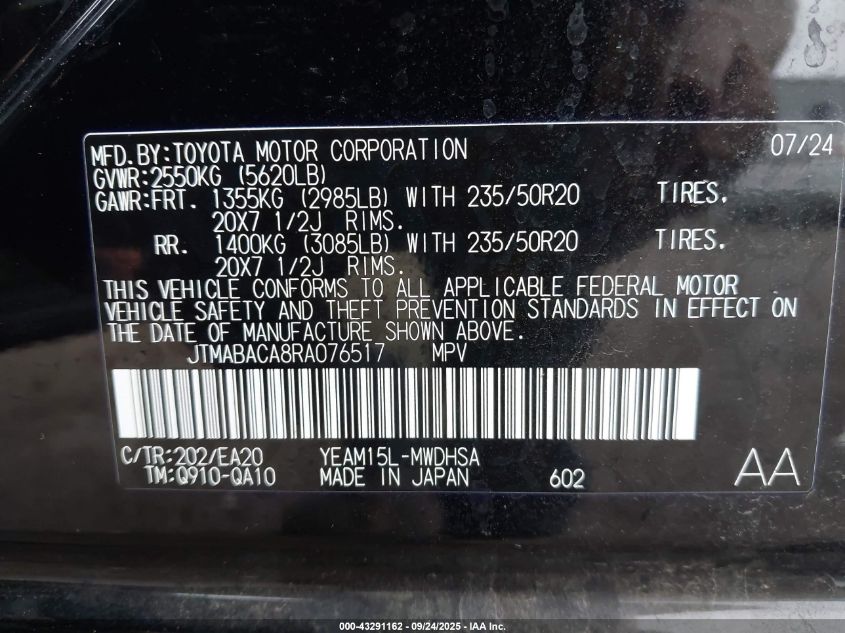 MFD.BY:TOYOTA MOTOR CORPORATION 07/24
GVWR:2550KG (5620LB)
GAWR:FRT. 1355KG (2985LB) WITH 235/50R20 TIRES.
20X7 1/2J RIMS.
RR. 1400KG (3085LB) WITH 235/50R20 TIRES.
20X7 1/2J RIMS.
THIS VEHICLE CONFORMS TO ALL APPLICABLE FEDERAL MOTOR
VEHICLE SAFETY AND THEFT PREVENTION STANDARDS IN EFFECT ON
THE DATE OF MANUFACTURE SHOWN ABOVE.
JTMABACA8RA076517 MPV
C/TR:202/EA20 YEAM15L-MWDHSA
TM:Q910-QA10 MADE IN JAPAN 602 AA
000-43291162 - 09/24/2025 - IAA Inc.